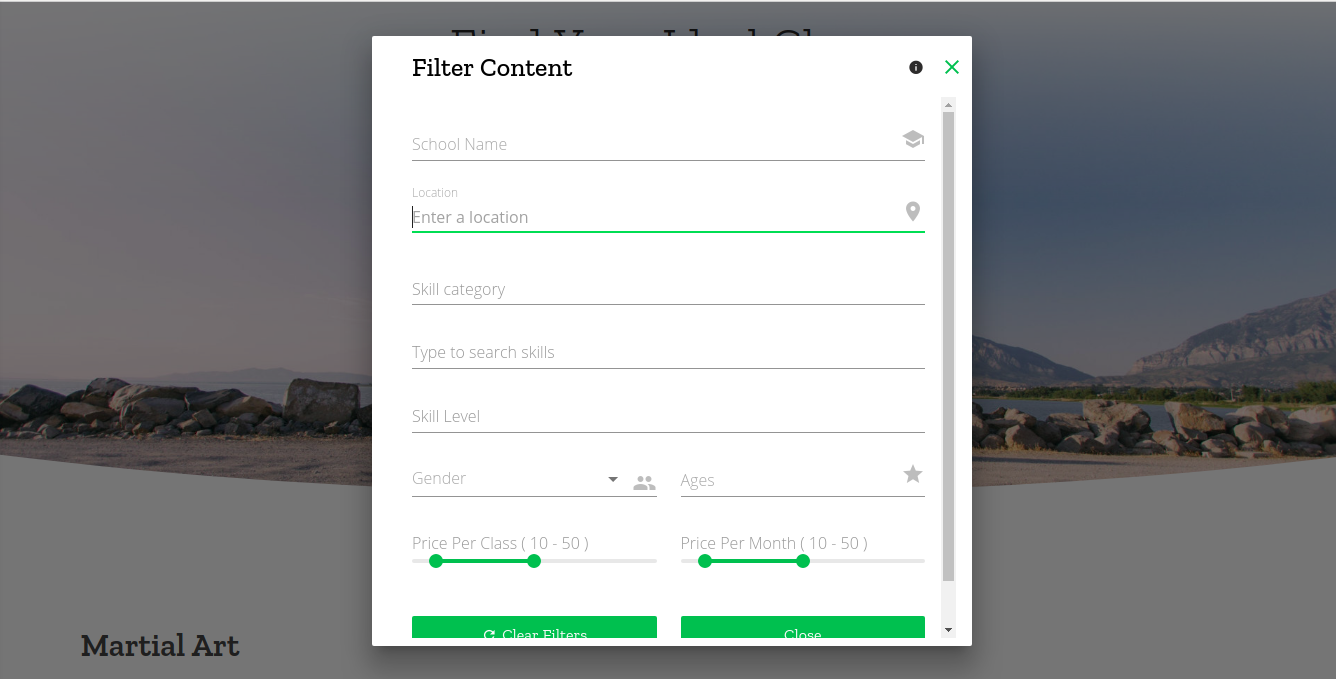 Filter Content
School Name
Location
Enter a location
Skill category
Type to search skills
Skill Level
Gender
Ages
Price Per Class ( 10 - 50 )
Price Per Month ( 10 - 50 )
Clear Filters
Close
Martial Art